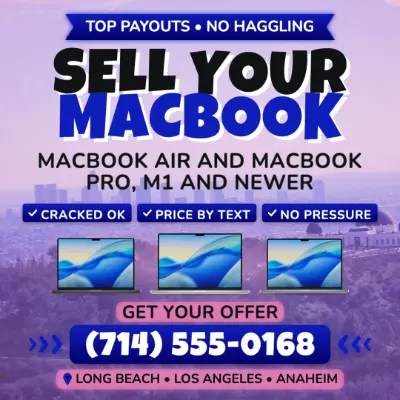 TOP PAYOUTS • NO HAGGLING
SELL YOUR
MACBOOK
MACBOOK AIR AND MACBOOK
PRO, M1 AND NEWER
✓ CRACKED OK ✓ PRICE BY TEXT ✓ NO PRESSURE
GET YOUR OFFER
››› (714) 555-0168 ‹‹‹
LONG BEACH • LOS ANGELES • ANAHEIM